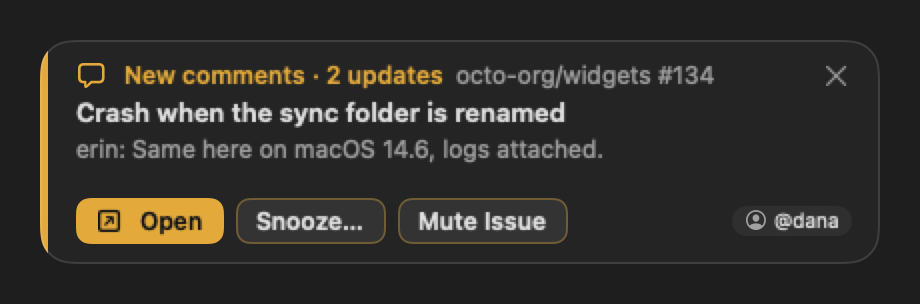 New comments · 2 updates octo-org/widgets #134
Crash when the sync folder is renamed
erin: Same here on macOS 14.6, logs attached.
Open Snooze... Mute Issue @dana